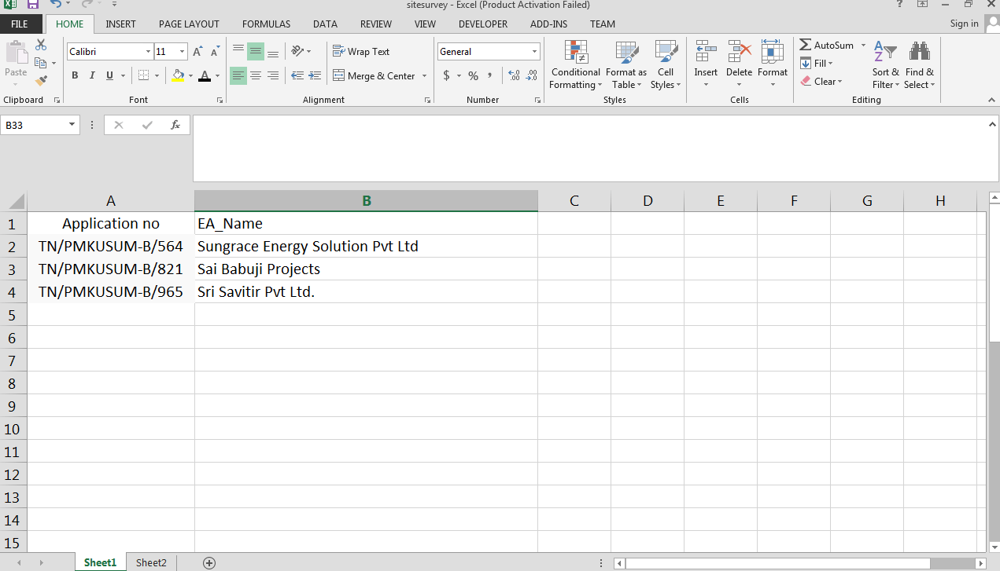 sitesurvey - Excel (Product Activation Failed)
FILE HOME INSERT PAGE LAYOUT FORMULAS DATA REVIEW VIEW DEVELOPER ADD-INS TEAM Sign in
Paste
Calibri 11
B I U
Wrap Text
Merge & Center
General
$ % ,
Conditional Formatting
Format as Table
Cell Styles
Insert Delete Format
AutoSum
Fill
Clear
Sort & Filter
Find & Select
Clipboard Font Alignment Number Styles Cells Editing
B33 fx
A B C D E F G H
1 Application no EA_Name
2 TN/PMKUSUM-B/564 Sungrace Energy Solution Pvt Ltd
3 TN/PMKUSUM-B/821 Sai Babuji Projects
4 TN/PMKUSUM-B/965 Sri Savitir Pvt Ltd.
5
6
7
8
9
10
11
12
13
14
15
Sheet1 Sheet2